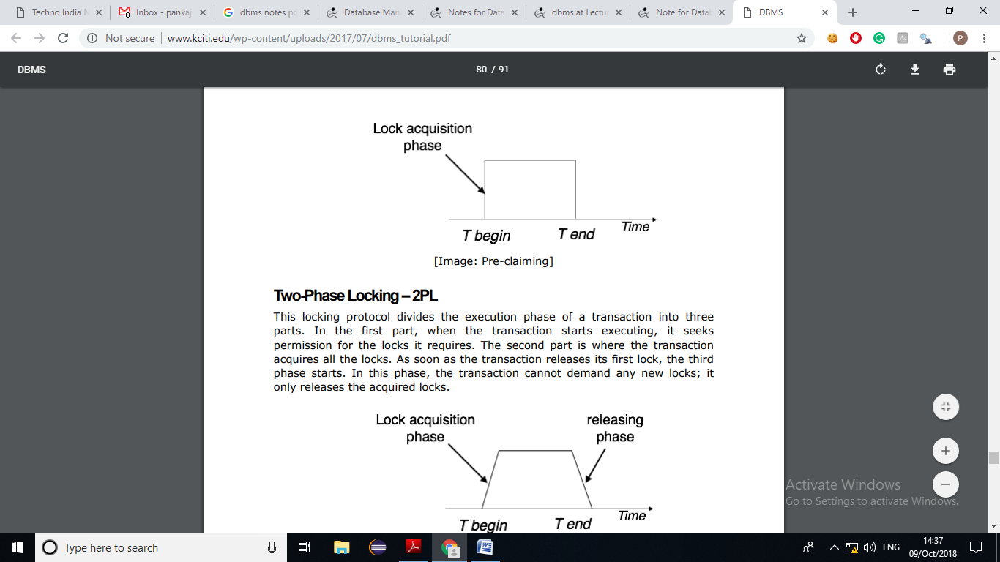 Techno India N
Inbox - pankaj
dbms notes po
Database Man
Notes for Data
dbms at Lectur
Note for Datab
DBMS
Not secure | www.kciti.edu/wp-content/uploads/2017/07/dbms_tutorial.pdf
P
DBMS
80 / 91
Lock acquisition
phase
T begin
T end
Time
[Image: Pre-claiming]
Two-Phase Locking – 2PL
This locking protocol divides the execution phase of a transaction into three
parts. In the first part, when the transaction starts executing, it seeks
permission for the locks it requires. The second part is where the transaction
acquires all the locks. As soon as the transaction releases its first lock, the third
phase starts. In this phase, the transaction cannot demand any new locks; it
only releases the acquired locks.
Lock acquisition
phase
releasing
phase
T begin
T end
Time
Activate Windows
Go to Settings to activate Windows.
Type here to search
ENG
14:37
09/Oct/2018